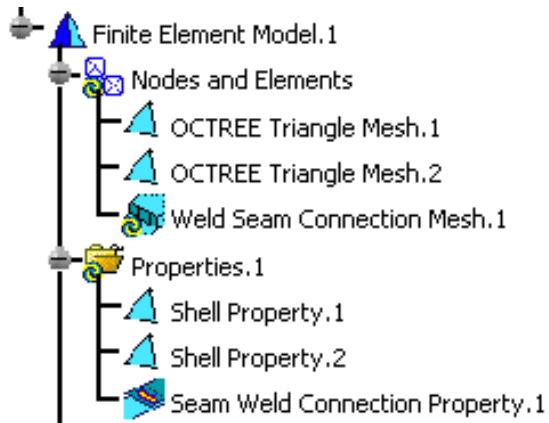 Finite Element Model.1
Nodes and Elements
OCTREE Triangle Mesh.1
OCTREE Triangle Mesh.2
Weld Seam Connection Mesh.1
Properties.1
Shell Property.1
Shell Property.2
Seam Weld Connection Property.1